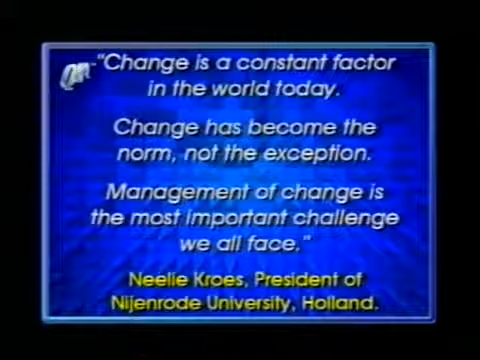 "Change is a constant factor
in the world today.
Change has become the
norm, not the exception.
Management of change is
the most important challenge
we all face."
Neelie Kroes, President of
Nijenrode University, Holland.